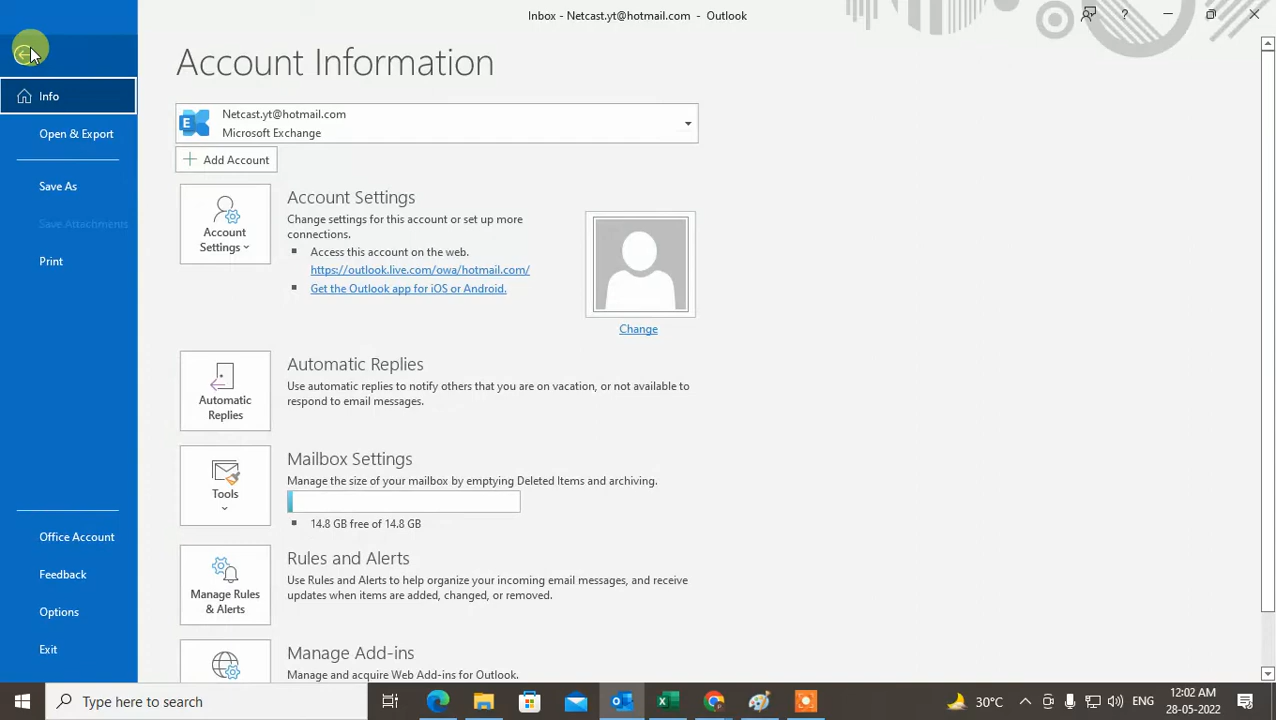 Inbox - Netcast.yt@hotmail.com - Outlook
Account Information
Info
Open & Export
Save As
Save Attachments
Print
Office Account
Feedback
Options
Exit
Netcast.yt@hotmail.com
Microsoft Exchange
Add Account
Account
Settings
Account Settings
Change settings for this account or set up more
connections.
Access this account on the web.
https://outlook.live.com/owa/hotmail.com/
Get the Outlook app for iOS or Android.
Change
Automatic
Replies
Automatic Replies
Use automatic replies to notify others that you are on vacation, or not available to
respond to email messages.
Tools
Mailbox Settings
Manage the size of your mailbox by emptying Deleted Items and archiving.
14.8 GB free of 14.8 GB
Manage Rules
& Alerts
Rules and Alerts
Use Rules and Alerts to help organize your incoming email messages, and receive
updates when items are added, changed, or removed.
Manage Add-ins
Manage and acquire Web Add-ins for Outlook.
Type here to search
30°C
ENG
12:02 AM
28-05-2022